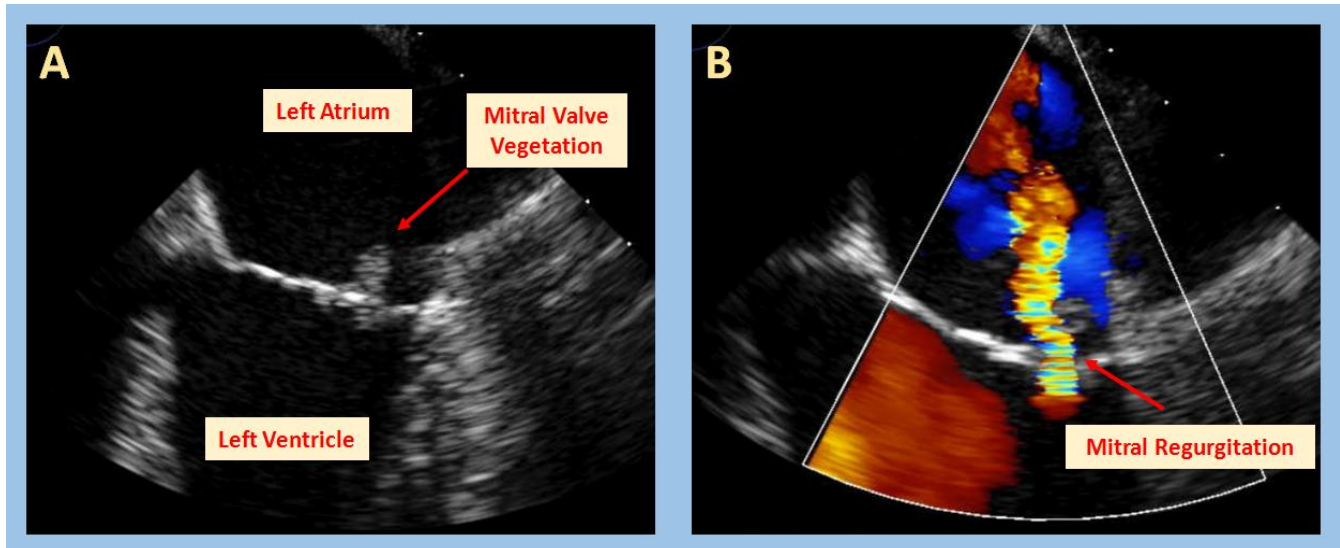 A
Left Atrium
Mitral Valve
Vegetation
Left Ventricle
B
Mitral Regurgitation